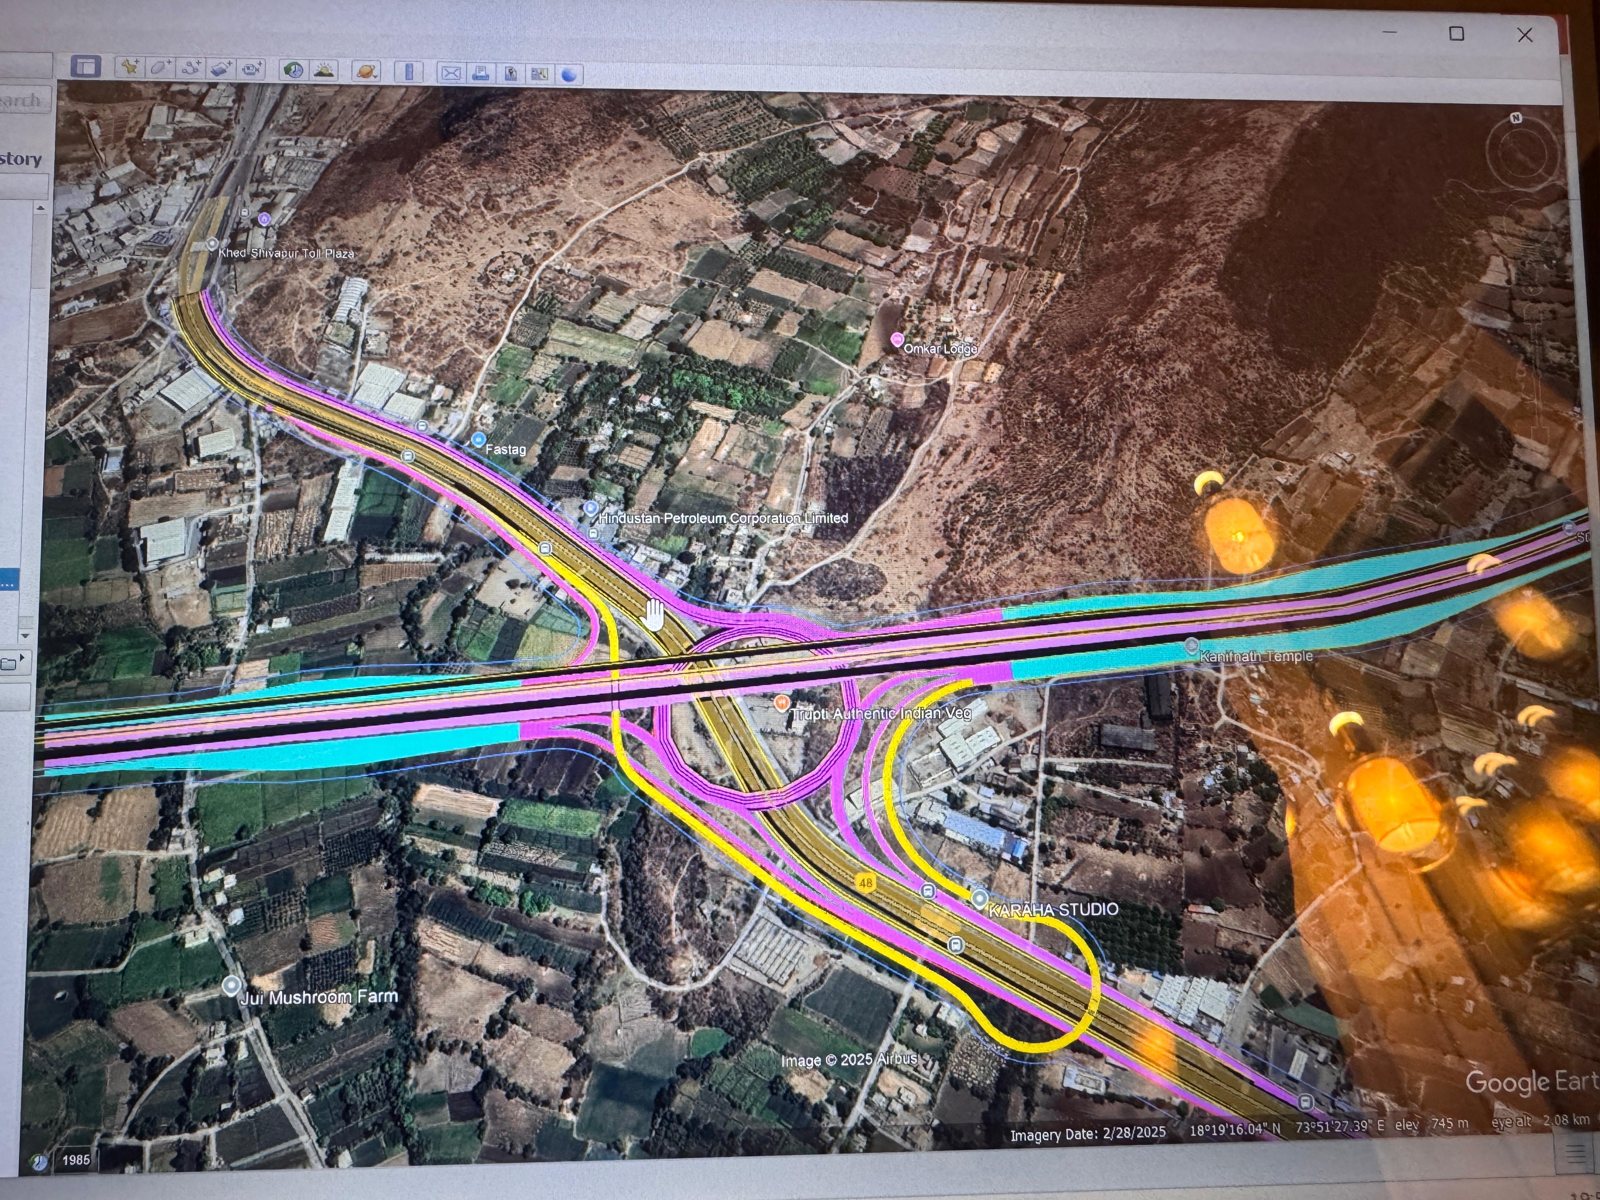 earch
story
N
Khed-Shivapur Toll Plaza
Omkar Lodge
Fastag
Hindustan Petroleum Corporation Limited
Kanifnath Temple
Trupti Authentic Indian Veg
48
KARĀHA STUDIO
Jui Mushroom Farm
Image © 2025 Airbus
Google Eart
Imagery Date: 2/28/2025 18°19'16.04" N 73°51'27.39" E elev 745 m eye alt 2.08 km
1985